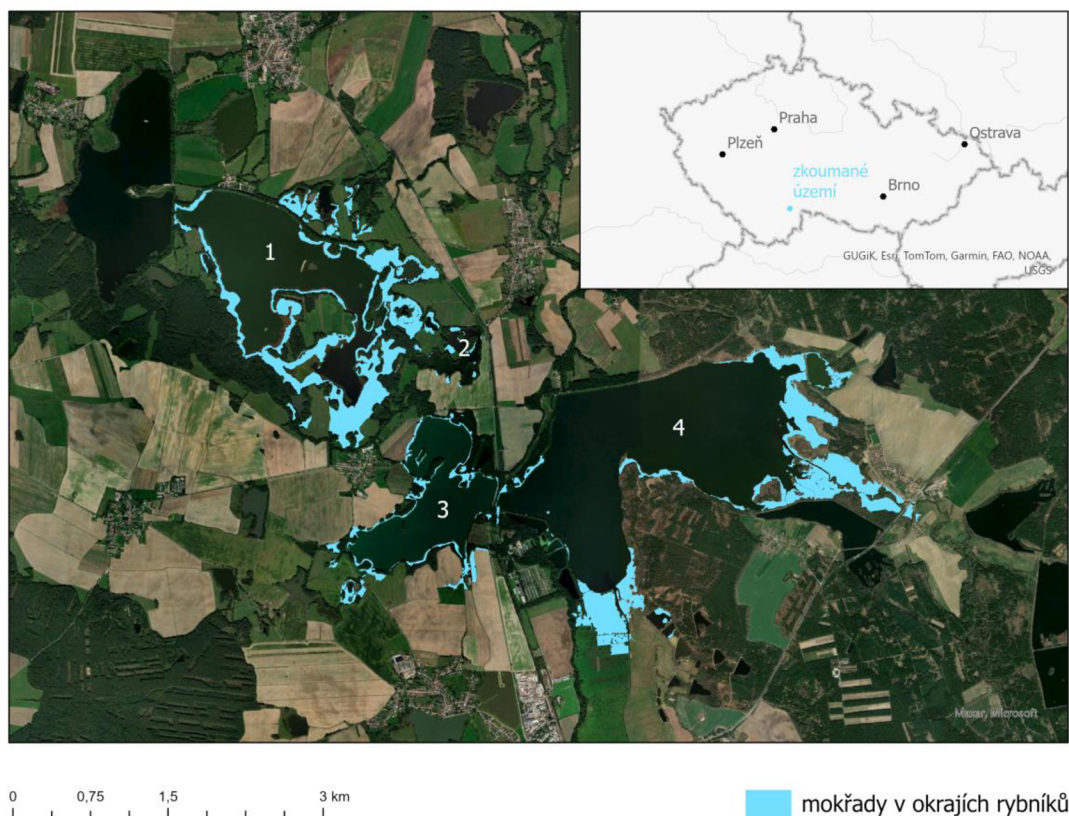 Praha
Plzeň
Ostrava
zkoumané
území
Brno
GUGiK, Esri, TomTom, Garmin, FAO, NOAA,
USGS
1
2
3
4
Maxar, Microsoft
0 0,75 1,5 3 km
mokřady v okrajích rybníků